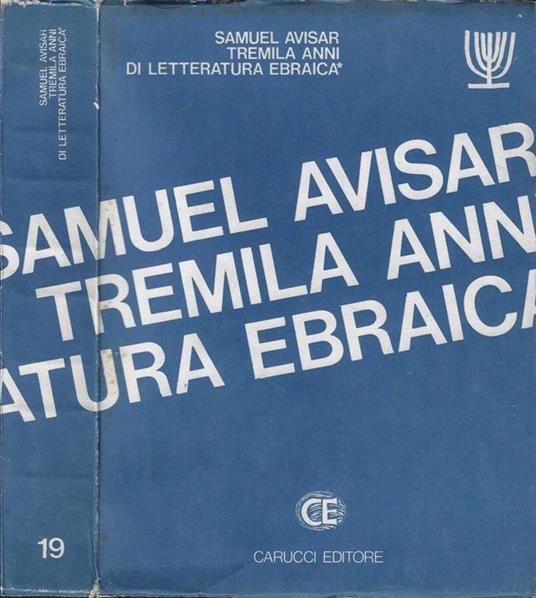 SAMUEL AVISAR
TREMILA ANNI
DI LETTERATURA EBRAICA*
SAMUEL AVISAR
TREMILA ANNI
DI LETTERATURA EBRAICA*
SAMUEL AVISAR
TREMILA ANN
ATURA EBRAICA
19
CE
CARUCCI EDITORE